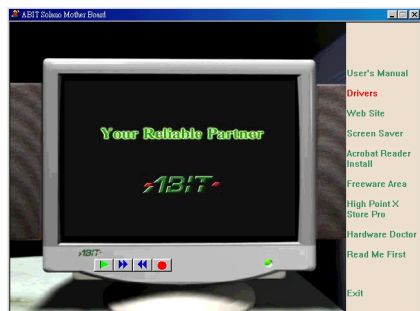 ABIT Solano Mother Board
Your Reliable Partner
ABIT
ABIT
User's Manual
Drivers
Web Site
Screen Saver
Acrobat Reader
Install
Freeware Area
High Point X
Store Pro
Hardware Doctor
Read Me First
Exit